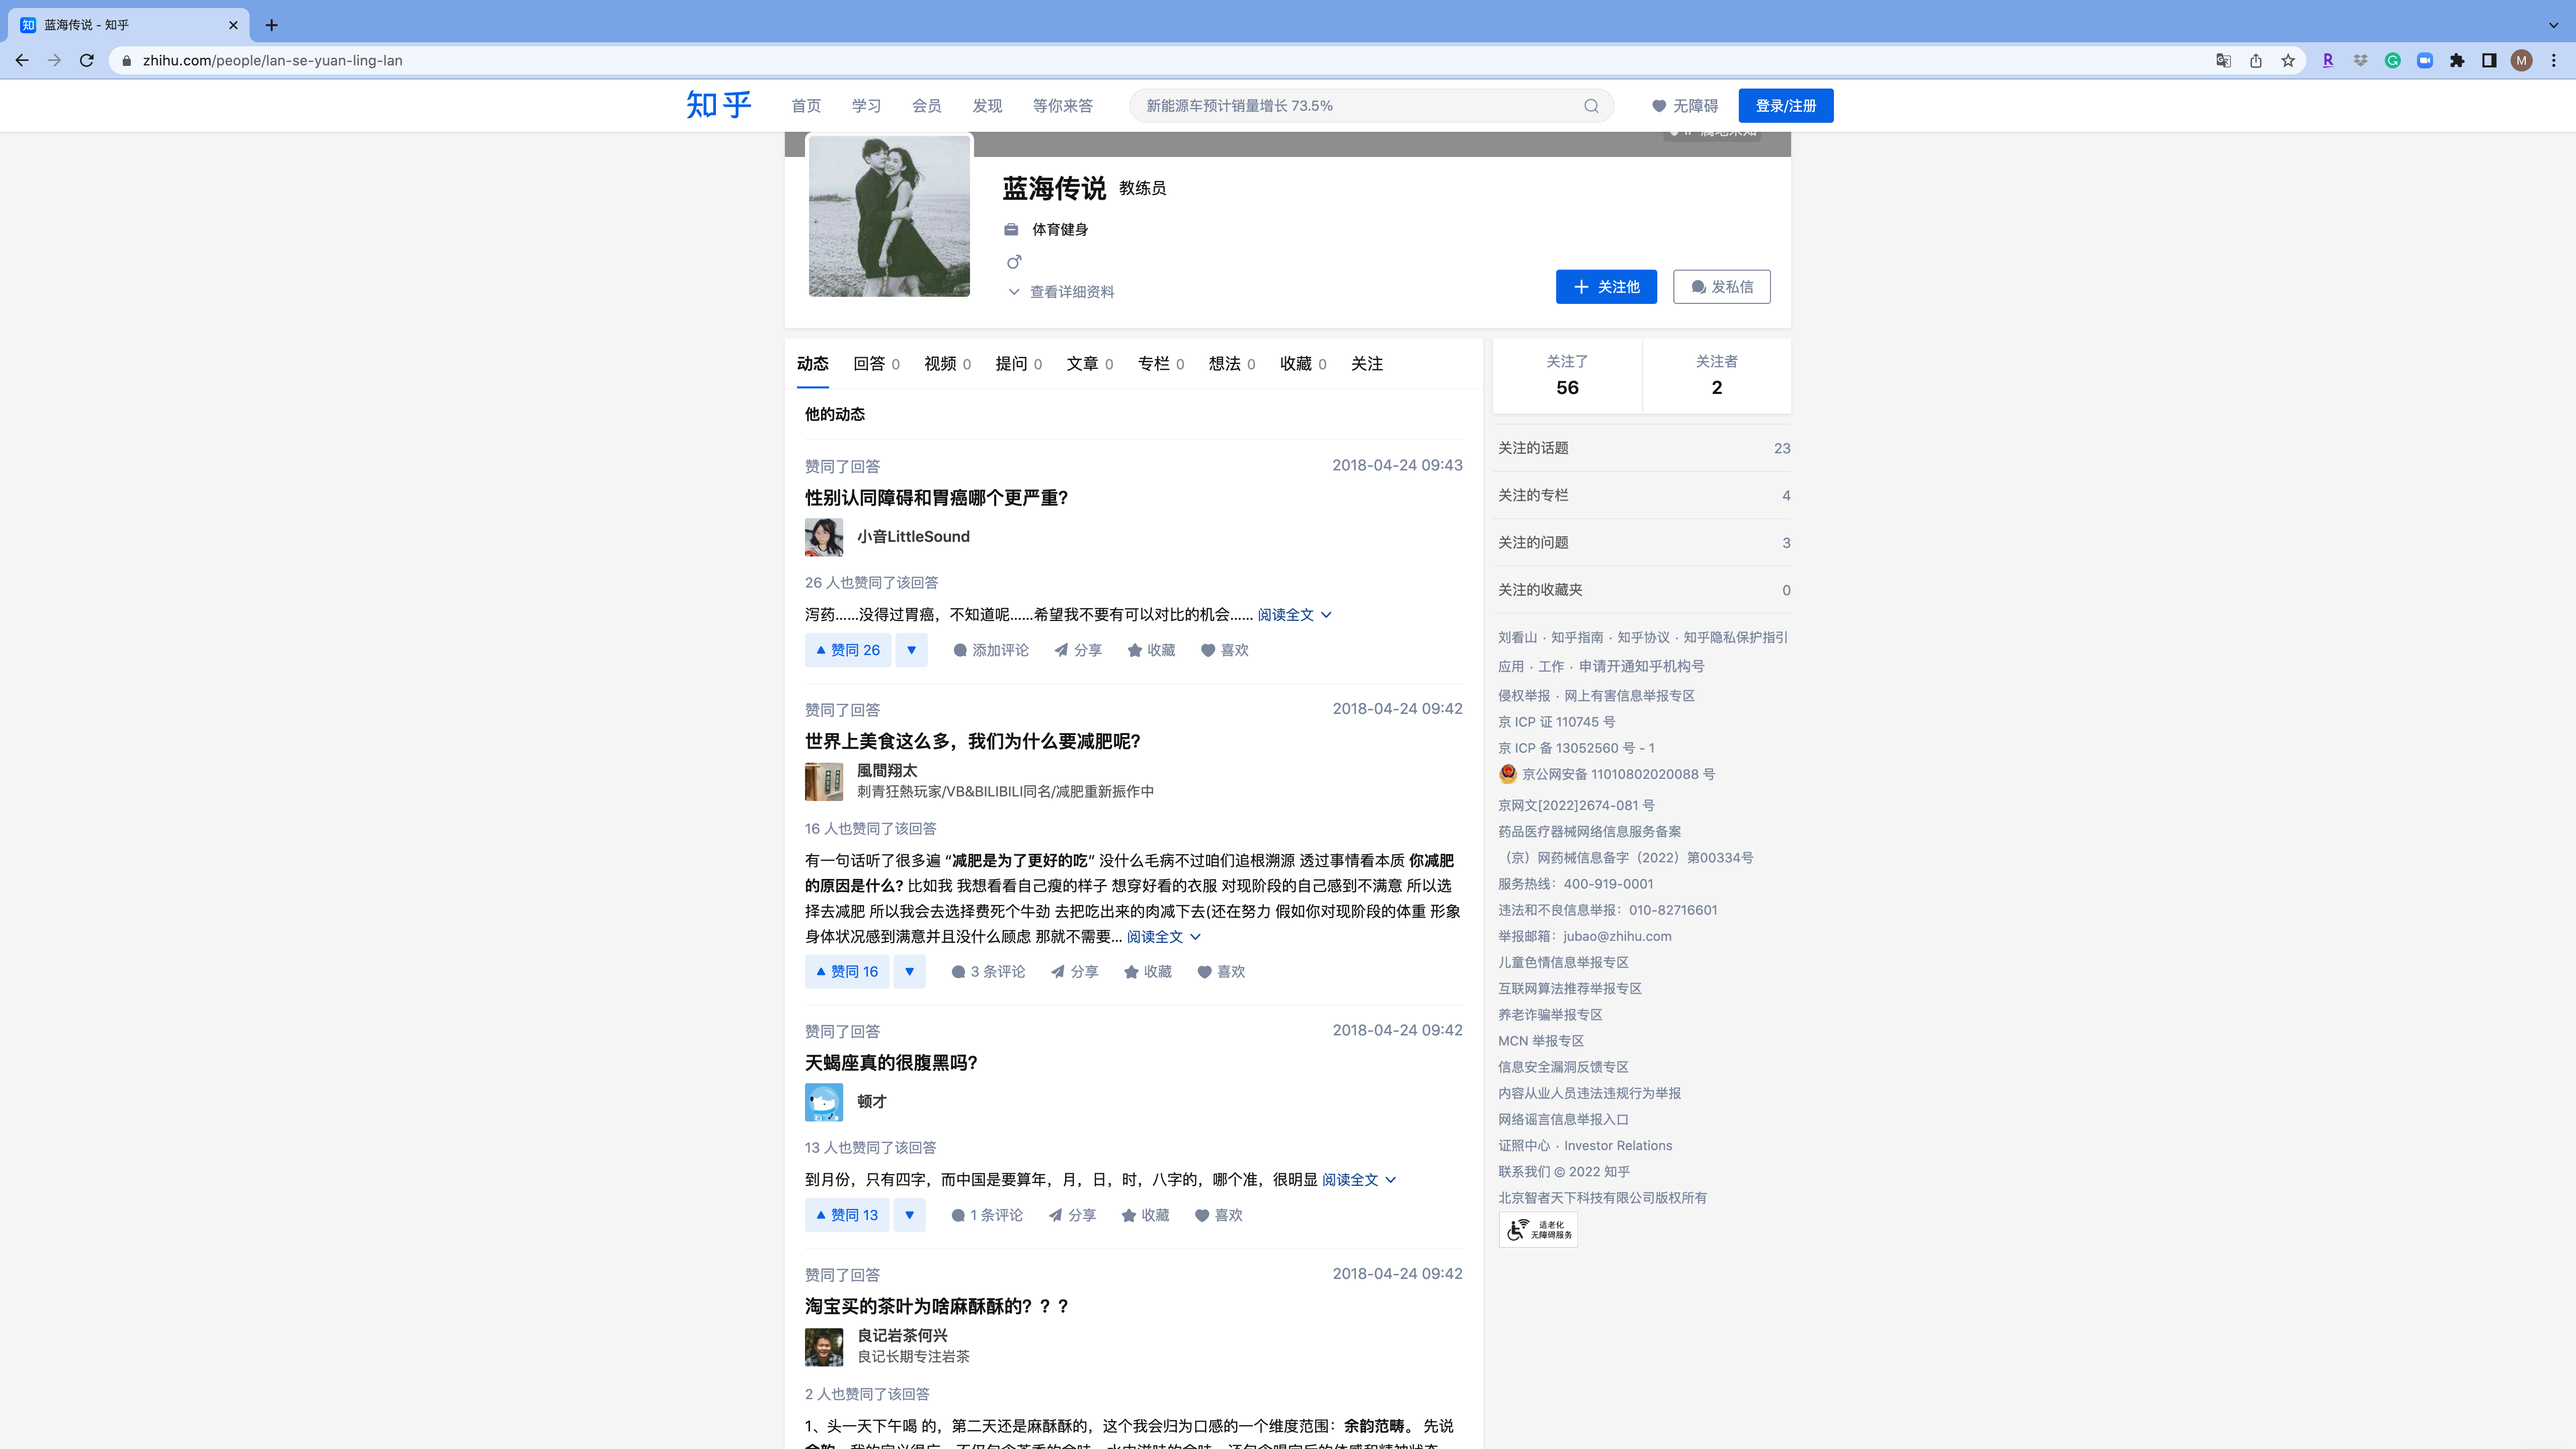 蓝海传说 - 知乎
zhihu.com/people/lan-se-yuan-ling-lan
M
知乎
首页 学习 会员 发现 等你来答
新能源车预计销量增长 73.5%
无障碍
登录/注册
蓝海传说 教练员
体育健身
查看详细资料
关注他
发私信
动态 回答 0 视频 0 提问 0 文章 0 专栏 0 想法 0 收藏 0 关注
他的动态
赞同了回答 2018-04-24 09:43
性别认同障碍和胃癌哪个更严重?
小音LittleSound
26 人也赞同了该回答
泻药……没得过胃癌，不知道呢……希望我不要有可以对比的机会…… 阅读全文
赞同 26 添加评论 分享 收藏 喜欢
赞同了回答 2018-04-24 09:42
世界上美食这么多，我们为什么要减肥呢?
風間翔太
刺青狂熱玩家/VB&BILIBILI同名/减肥重新振作中
16 人也赞同了该回答
有一句话听了很多遍 “减肥是为了更好的吃” 没什么毛病不过咱们追根溯源 透过事情看本质 你减肥
的原因是什么? 比如我 我想看看自己瘦的样子 想穿好看的衣服 对现阶段的自己感到不满意 所以选
择去减肥 所以我会去选择费死个牛劲 去把吃出来的肉减下去(还在努力 假如你对现阶段的体重 形象
身体状况感到满意并且没什么顾虑 那就不需要... 阅读全文
赞同 16 3 条评论 分享 收藏 喜欢
赞同了回答 2018-04-24 09:42
天蝎座真的很腹黑吗?
顿才
13 人也赞同了该回答
到月份，只有四字，而中国是要算年，月，日，时，八字的，哪个准，很明显 阅读全文
赞同 13 1 条评论 分享 收藏 喜欢
赞同了回答 2018-04-24 09:42
淘宝买的茶叶为啥麻酥酥的？？？
良记岩茶何兴
良记长期专注岩茶
2 人也赞同了该回答
1、头一天下午喝 的，第二天还是麻酥酥的，这个我会归为口感的一个维度范围：余韵范畴。 先说
关注了 56
关注者 2
关注的话题 23
关注的专栏 4
关注的问题 3
关注的收藏夹 0
刘看山 · 知乎指南 · 知乎协议 · 知乎隐私保护指引
应用 · 工作 · 申请开通知乎机构号
侵权举报 · 网上有害信息举报专区
京 ICP 证 110745 号
京 ICP 备 13052560 号 - 1
京公网安备 11010802020088 号
京网文[2022]2674-081 号
药品医疗器械网络信息服务备案
（京）网药械信息备字（2022）第00334号
服务热线：400-919-0001
违法和不良信息举报：010-82716601
举报邮箱：jubao@zhihu.com
儿童色情信息举报专区
互联网算法推荐举报专区
养老诈骗举报专区
MCN 举报专区
信息安全漏洞反馈专区
内容从业人员违法违规行为举报
网络谣言信息举报入口
证照中心 · Investor Relations
联系我们 © 2022 知乎
北京智者天下科技有限公司版权所有
适老化
无障碍服务